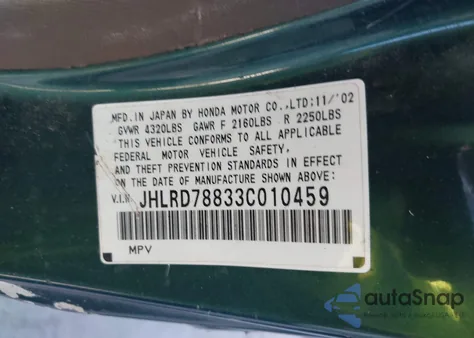 MFD. IN JAPAN BY HONDA MOTOR CO., LTD: 11/'02
GVWR 4320LBS GAWR F 2160LBS R 2250LBS
"THIS VEHICLE CONFORMS TO ALL APPLICABLE
FEDERAL MOTOR VEHICLE SAFETY,
AND THEFT PREVENTION STANDARDS IN EFFECT
ON THE DATE OF MANUFACTURE SHOWN ABOVE:
V.I.N JHLRD78833C010459
MPV
autoSnap